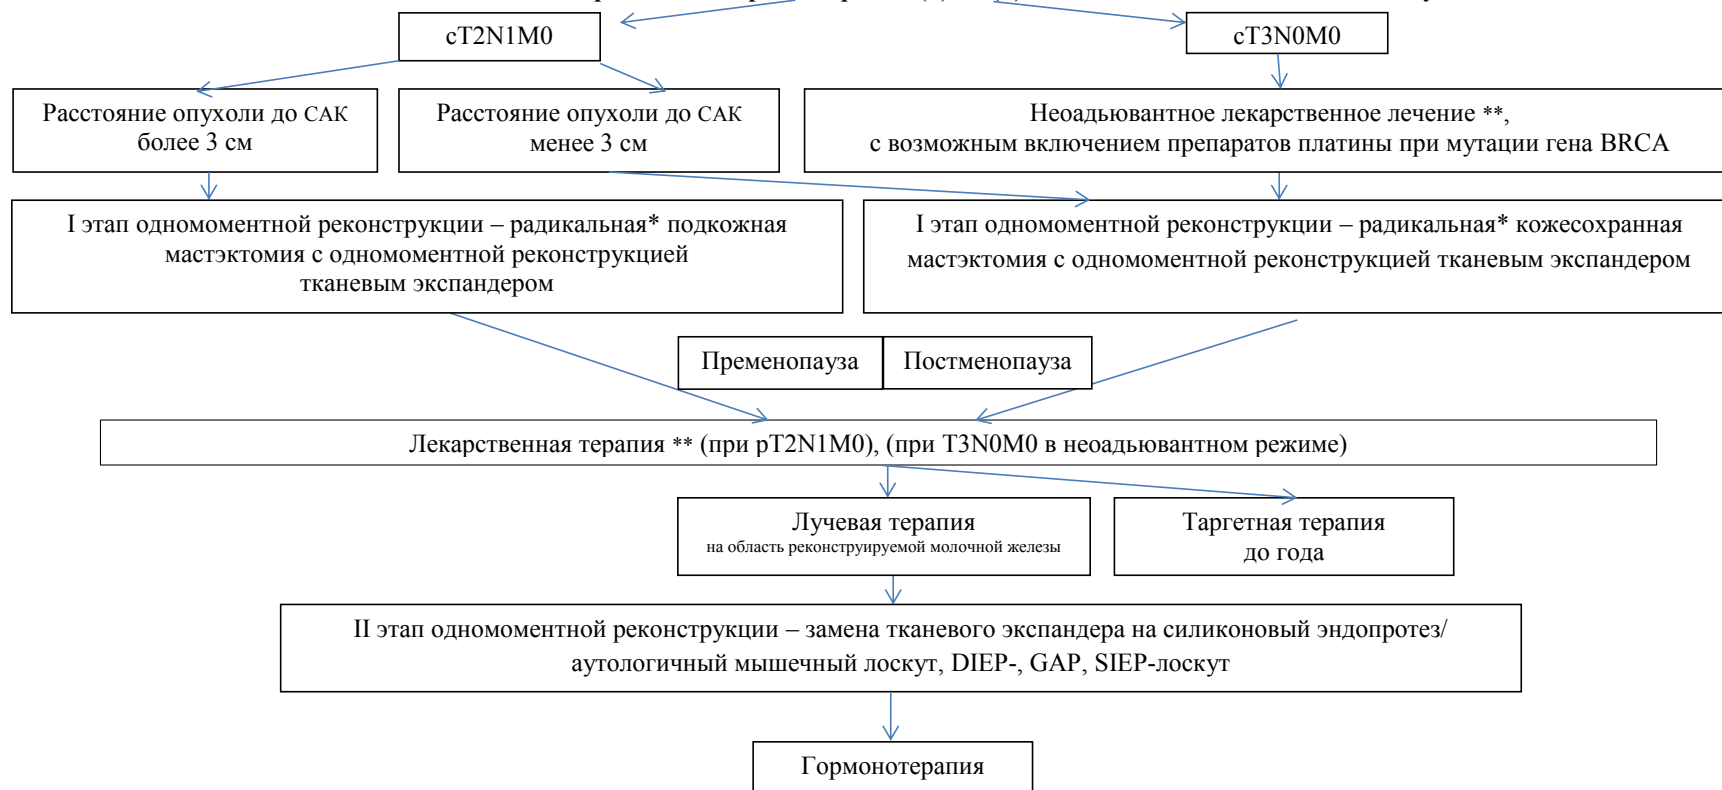 cT2N1M0
cT3N0M0
Расстояние опухоли до САК
более 3 см
Расстояние опухоли до САК
менее 3 см
Неоадьювантное лекарственное лечение **,
с возможным включением препаратов платины при мутации гена BRCA
I этап одномоментной реконструкции – радикальная* подкожная
мастэктомия с одномоментной реконструкцией
тканевым экспандером
I этап одномоментной реконструкции – радикальная* кожесохранная
мастэктомия с одномоментной реконструкцией тканевым экспандером
Пременопауза
Постменопауза
Лекарственная терапия ** (при pT2N1M0), (при T3N0M0 в неоадьювантном режиме)
Лучевая терапия
на область реконструируемой молочной железы
Таргетная терапия
до года
II этап одномоментной реконструкции – замена тканевого экспандера на силиконовый эндопротез/
аутологичный мышечный лоскут, DIEP-, GAP, SIEP-лоскут
Гормонотерапия